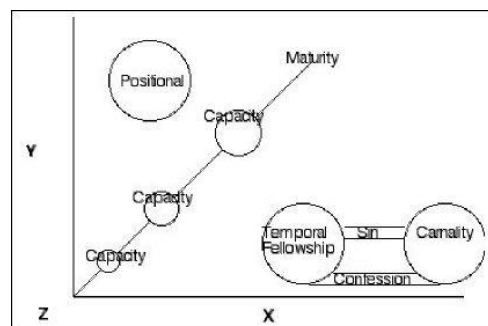 Maturity
Positional
Capacity
Y
Capacity
Temporal
Fellowship
Sin
Carnality
Capacity
Confession
Z
X